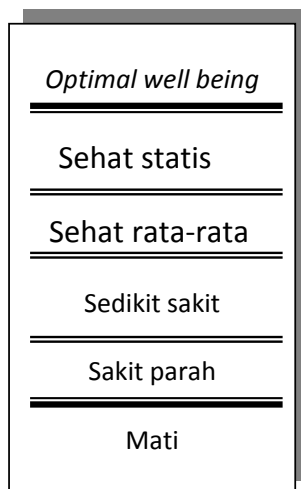 Optimal well being
Sehat statis
Sehat rata-rata
Sedikit sakit
Sakit parah
Mati